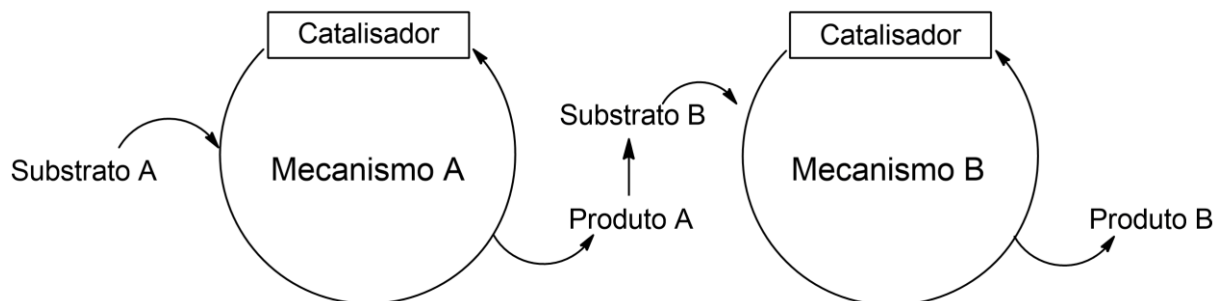 Catalisador
Substrato A
Mecanismo A
Produto A
Substrato B
Catalisador
Mecanismo B
Produto B